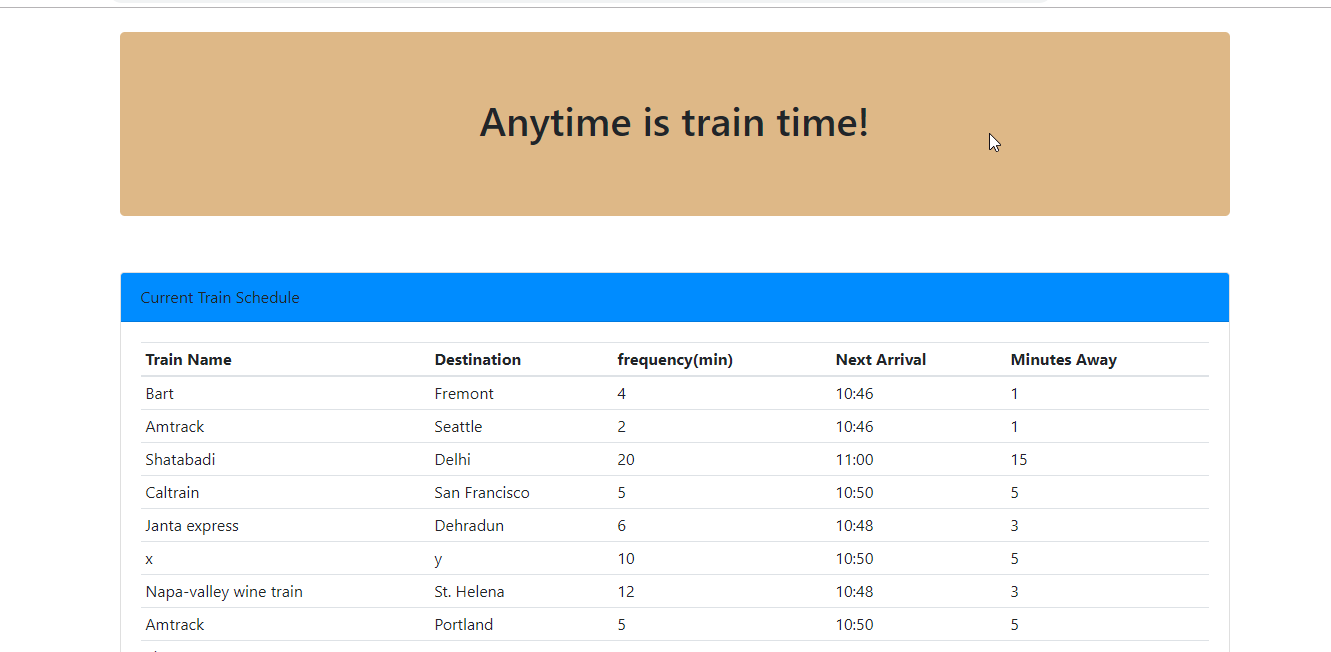 Anytime is train time!
Current Train Schedule
Train Name Destination frequency(min) Next Arrival Minutes Away
Bart Fremont 4 10:46 1
Amtrack Seattle 2 10:46 1
Shatabadi Delhi 20 11:00 15
Caltrain San Francisco 5 10:50 5
Janta express Dehradun 6 10:48 3
x y 10 10:50 5
Napa-valley wine train St. Helena 12 10:48 3
Amtrack Portland 5 10:50 5